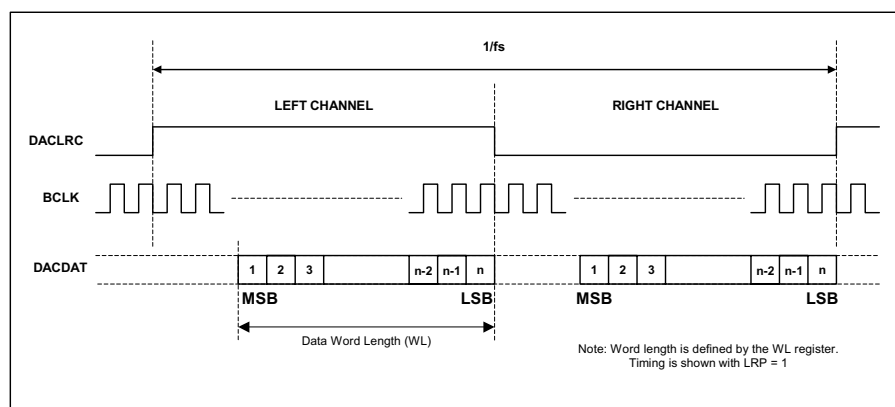 1/fs
LEFT CHANNEL RIGHT CHANNEL
DACLRC
BCLK
DACDAT
1 2 3 n-2 n-1 n 1 2 3 n-2 n-1 n
MSB LSB MSB LSB
Data Word Length (WL)
Note: Word length is defined by the WL register.
Timing is shown with LRP = 1